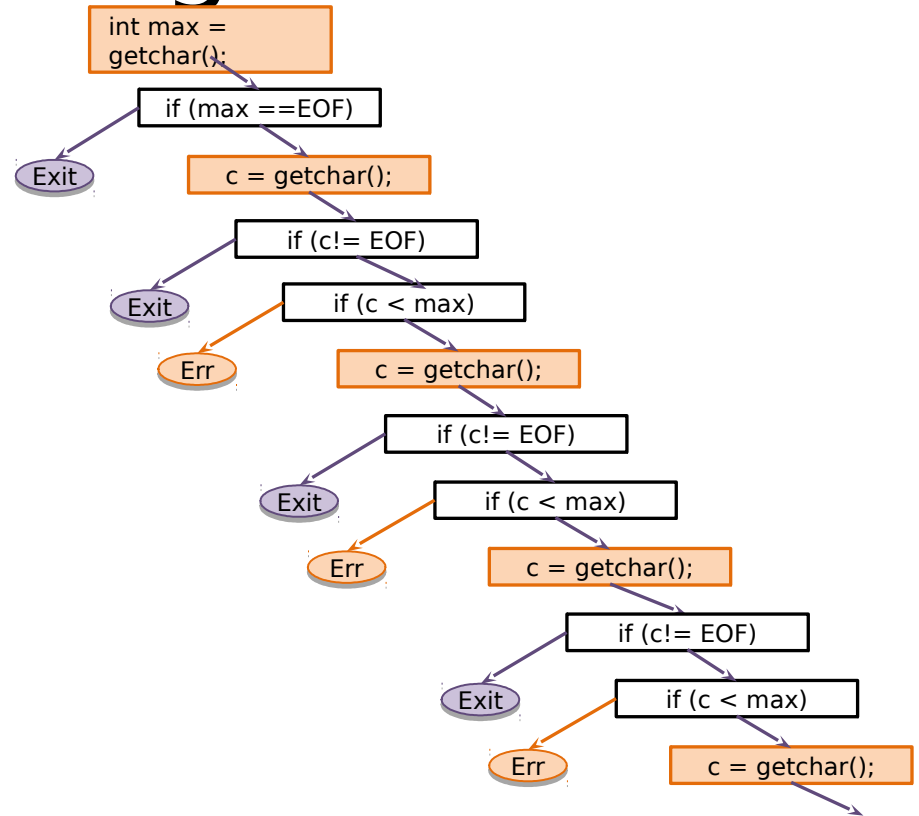 int max =
getchar();
if (max ==EOF)
Exit
c = getchar();
if (c!= EOF)
Exit
if (c < max)
Err
c = getchar();
if (c!= EOF)
Exit
if (c < max)
Err
c = getchar();
if (c!= EOF)
Exit
if (c < max)
Err
c = getchar();